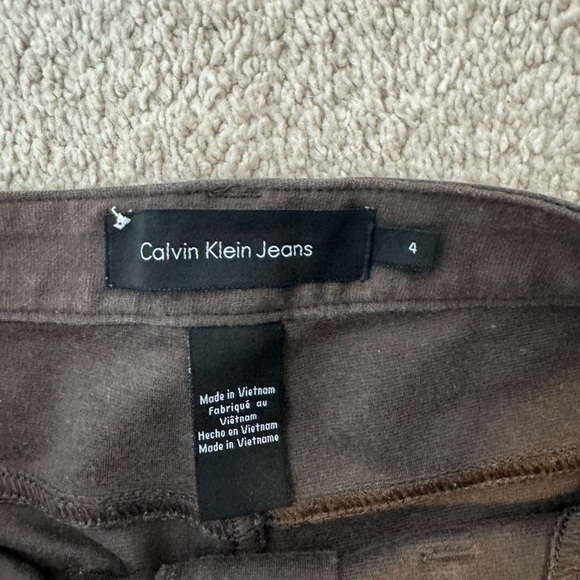 Calvin Klein Jeans
4
Made in Vietnam
Fabriqué au
Viêtnam
Hecho en Vietnam
Made in Vietname